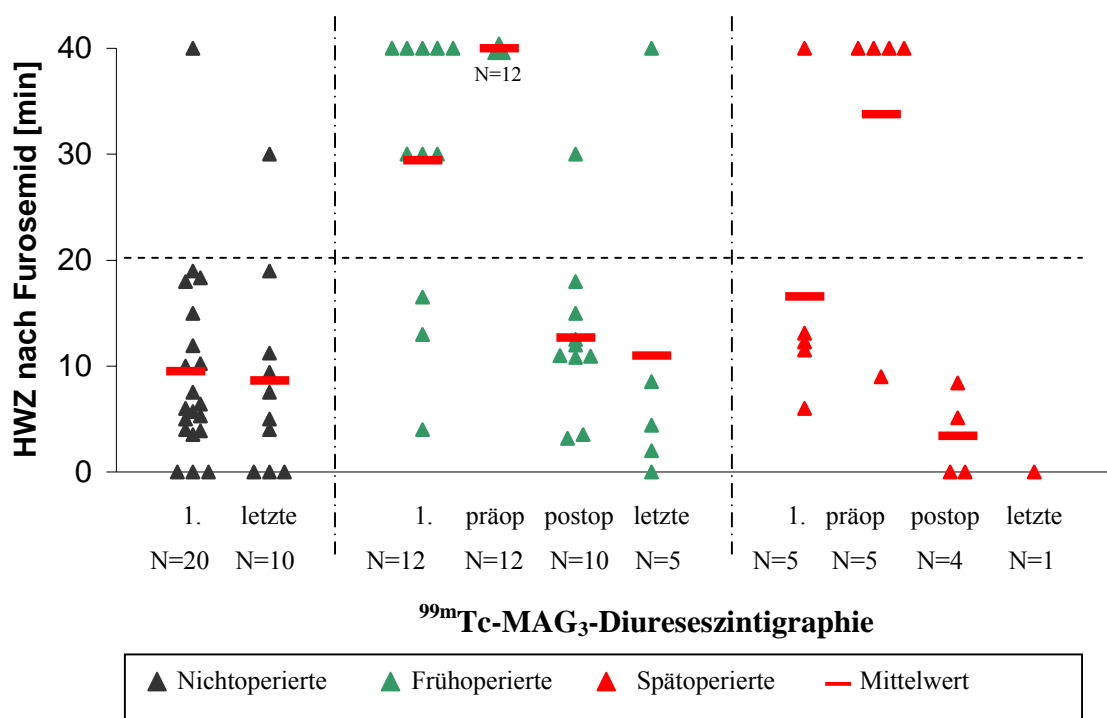 HWZ nach Furosemid [min]
40
30
20
10
0
N=12
1. letzte 1. präop postop letzte 1. präop postop letzte
N=20 N=10 N=12 N=12 N=10 N=5 N=5 N=5 N=4 N=1
99mTc-MAG3-Diureseszintigraphie
Nichtoperierte Frühoperierte Spätoperierte Mittelwert